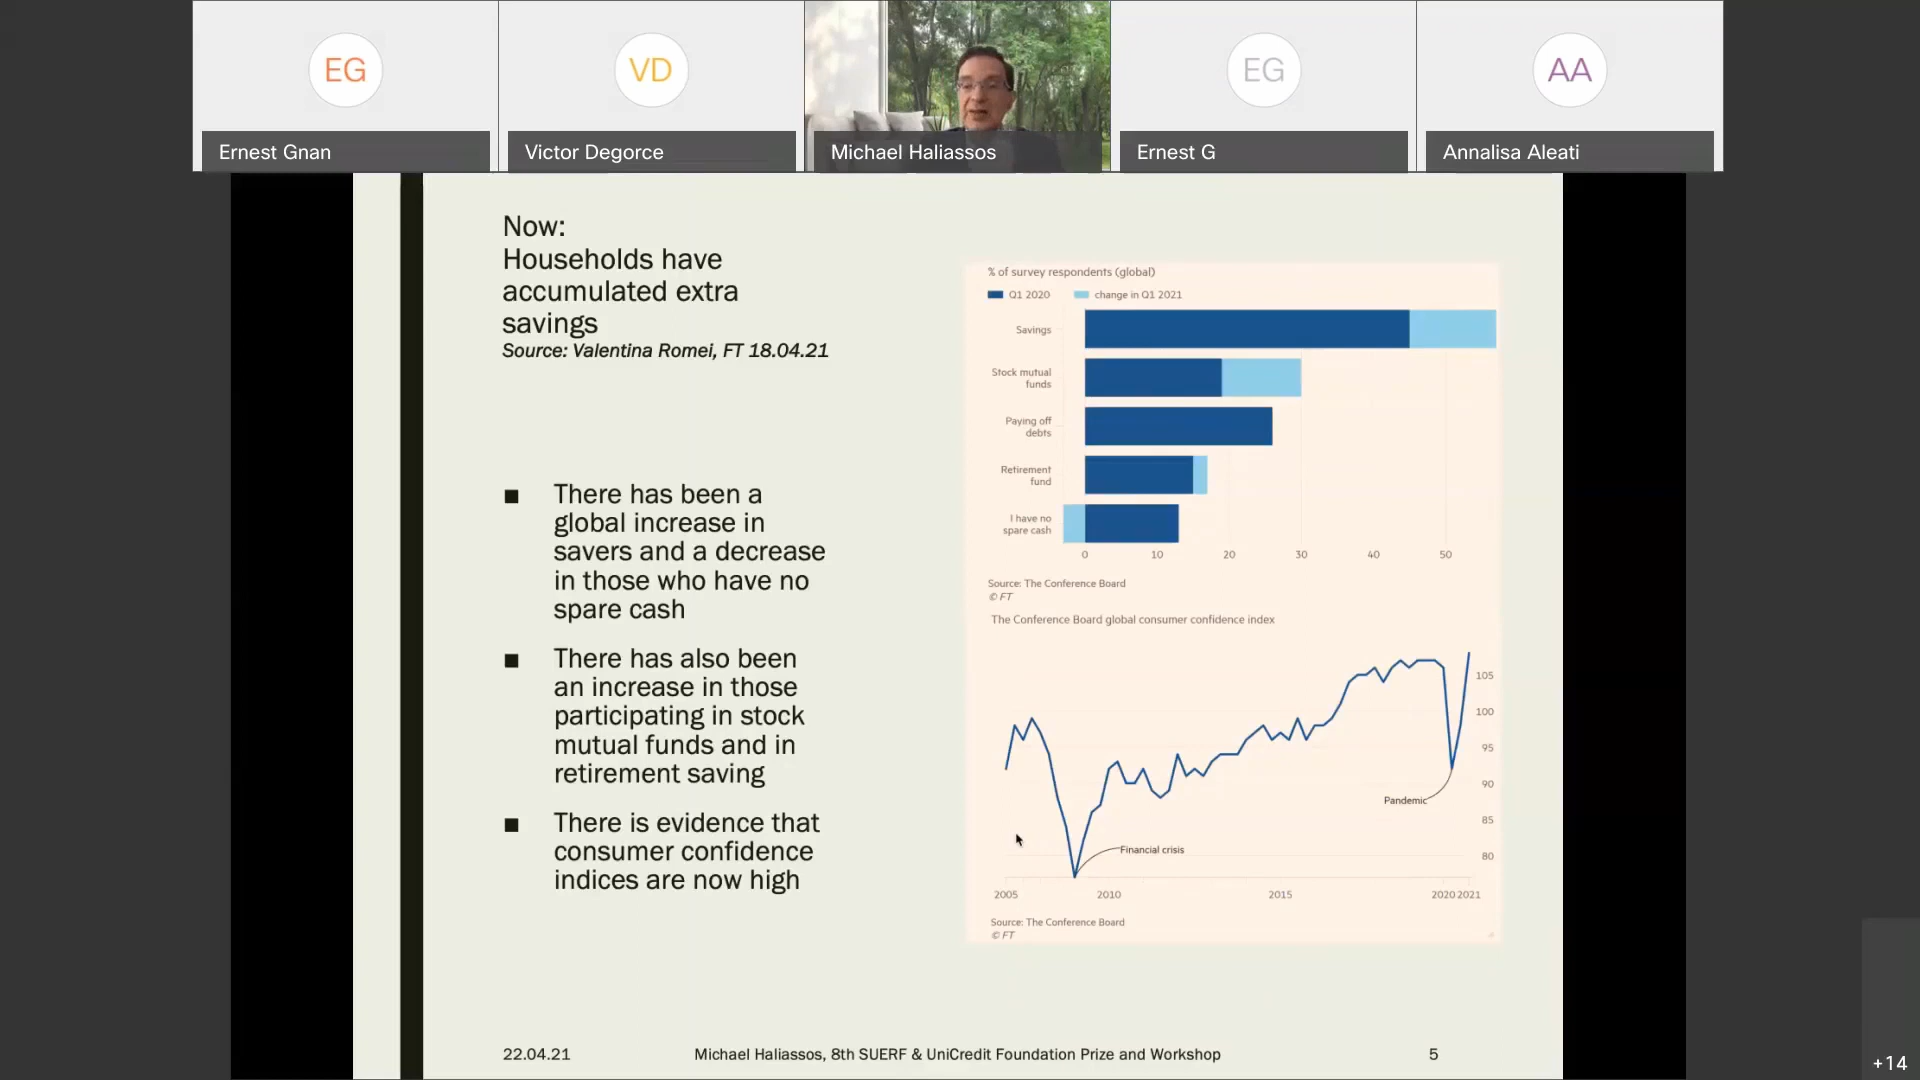 EG
VD
EG
AA
Ernest Gnan
Victor Degorce
Michael Haliassos
Ernest G
Annalisa Aleati
Now:
Households have
accumulated extra
savings
Source: Valentina Romei, FT 18.04.21
■ There has been a
global increase in
savers and a decrease
in those who have no
spare cash
■ There has also been
an increase in those
participating in stock
mutual funds and in
retirement saving
■ There is evidence that
consumer confidence
indices are now high
% of survey respondents (global)
Q1 2020 change in Q1 2021
Savings
Stock mutual
funds
Paying off
debts
Retirement
fund
I have no
spare cash
0 10 20 30 40 50
Source: The Conference Board
© FT
The Conference Board global consumer confidence index
105
100
95
90
Pandemic
85
Financial crisis
80
2005 2010 2015 2020 2021
Source: The Conference Board
© FT
22.04.21 Michael Haliassos, 8th SUERF & UniCredit Foundation Prize and Workshop 5
+14